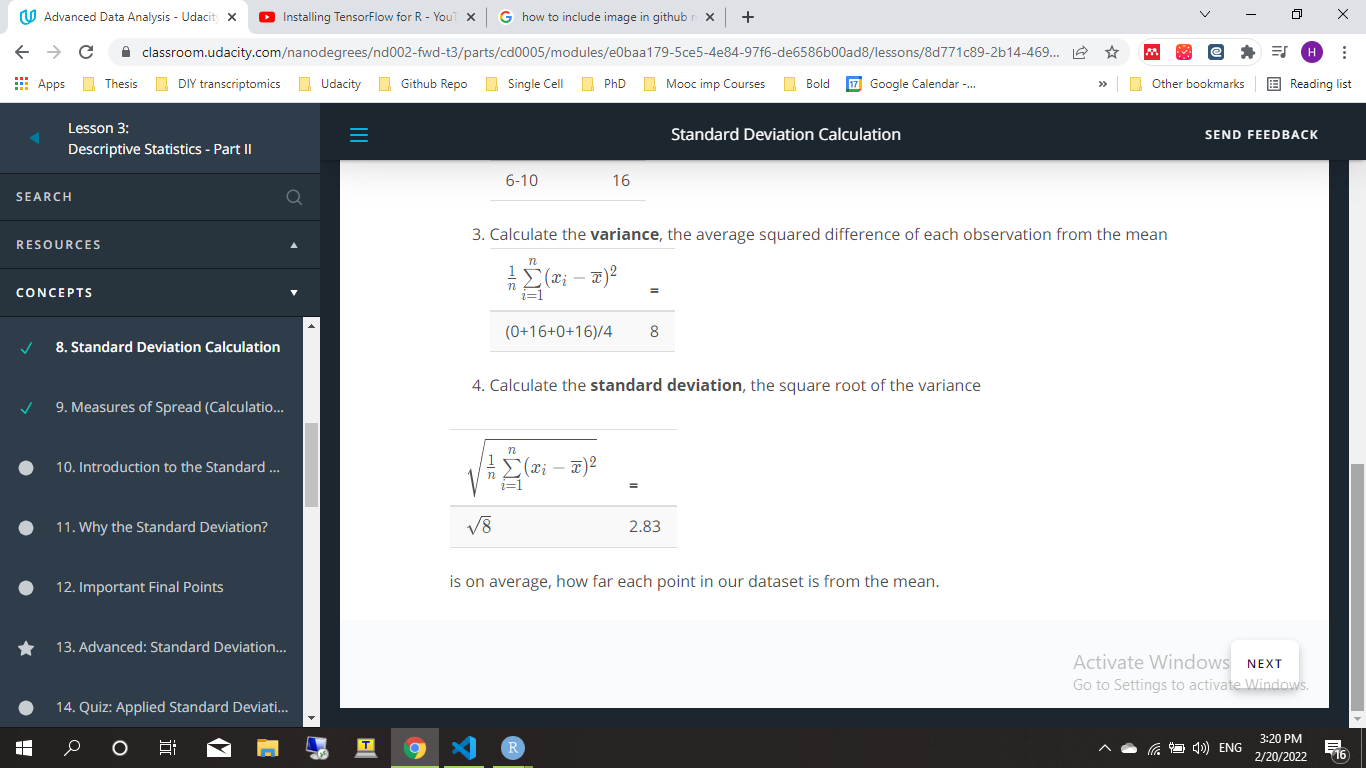 Advanced Data Analysis - Udacit
Installing TensorFlow for R - YouT
how to include image in github r
classroom.udacity.com/nanodegrees/nd002-fwd-t3/parts/cd0005/modules/e0baa179-5ce5-4e84-97f6-de6586b00ad8/lessons/8d771c89-2b14-469...
H
Apps
Thesis
DIY transcriptomics
Udacity
Github Repo
Single Cell
PhD
Mooc imp Courses
Bold
17
Google Calendar -...
»
Other bookmarks
Reading list
Lesson 3:
Descriptive Statistics - Part II
SEARCH
RESOURCES
CONCEPTS
8. Standard Deviation Calculation
9. Measures of Spread (Calculatio...
10. Introduction to the Standard ...
11. Why the Standard Deviation?
12. Important Final Points
13. Advanced: Standard Deviation...
14. Quiz: Applied Standard Deviati...
Standard Deviation Calculation
SEND FEEDBACK
6-10 16
3. Calculate the variance, the average squared difference of each observation from the mean
1/n ∑_{i=1}^{n} (x_i − x̅)² =
(0+16+0+16)/4 8
4. Calculate the standard deviation, the square root of the variance
√(1/n ∑_{i=1}^{n} (x_i − x̅)²) =
√8 2.83
is on average, how far each point in our dataset is from the mean.
Activate Windows
Go to Settings to activate Windows.
NEXT
T
R
ENG
3:20 PM
2/20/2022
16